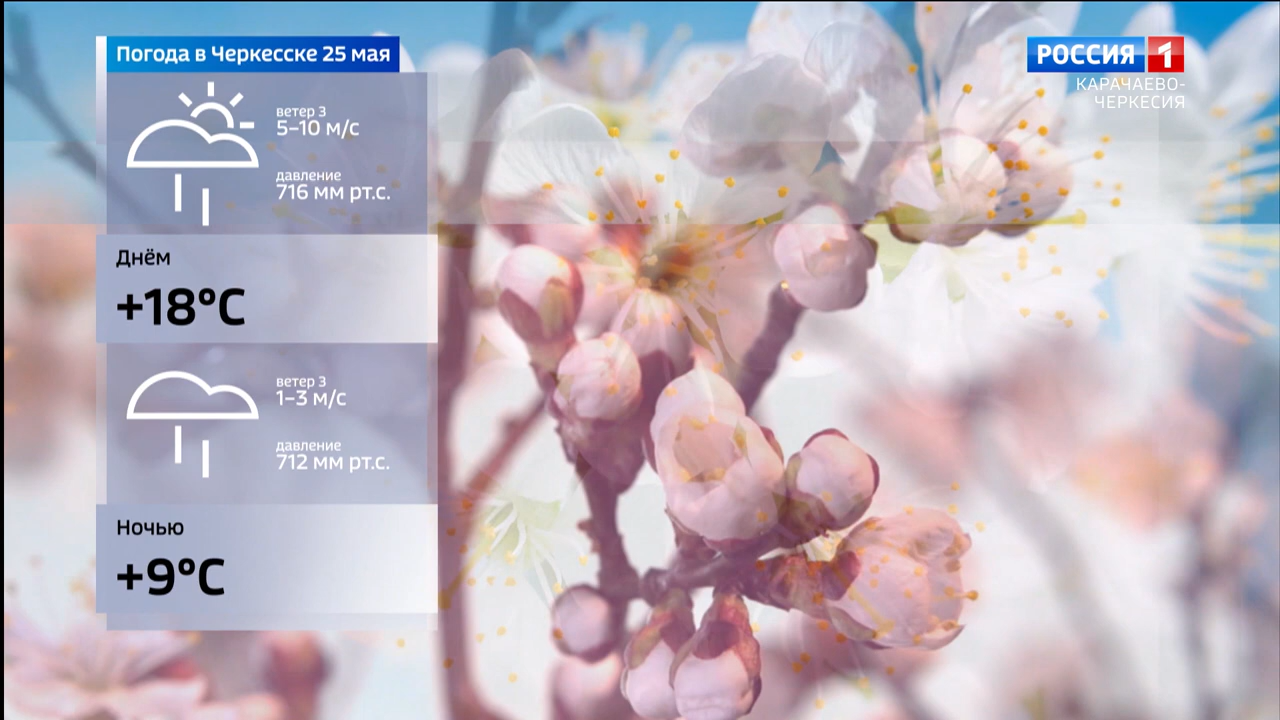 Погода в Черкесске 25 мая
РОССИЯ 1
КАРАЧАЕВО-
ЧЕРКЕСИЯ
ветер З
5–10 м/с
давление
716 мм рт.с.
Днём
+18°C
ветер З
1–3 м/с
давление
712 мм рт.с.
Ночью
+9°C